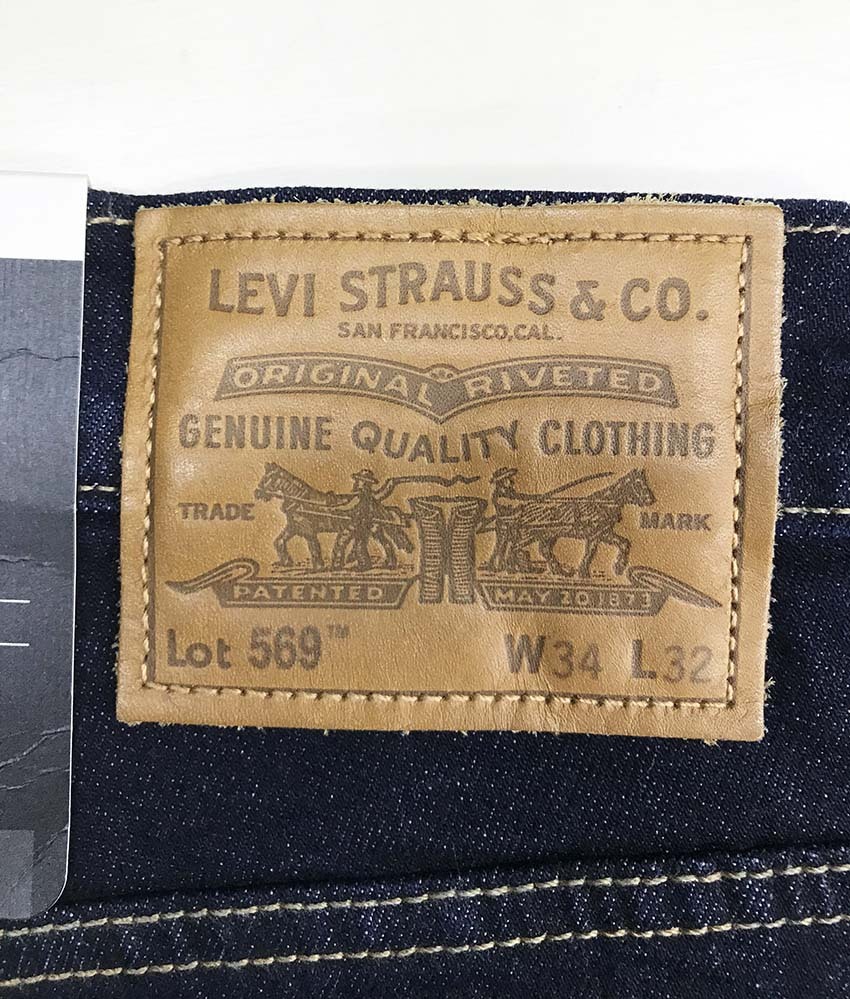 LEVI STRAUSS & CO.
SAN FRANCISCO, CAL.
ORIGINAL RIVETED
GENUINE QUALITY CLOTHING
TRADE MARK
PATENTED MAY 20 1873
Lot 569™ W34 L32